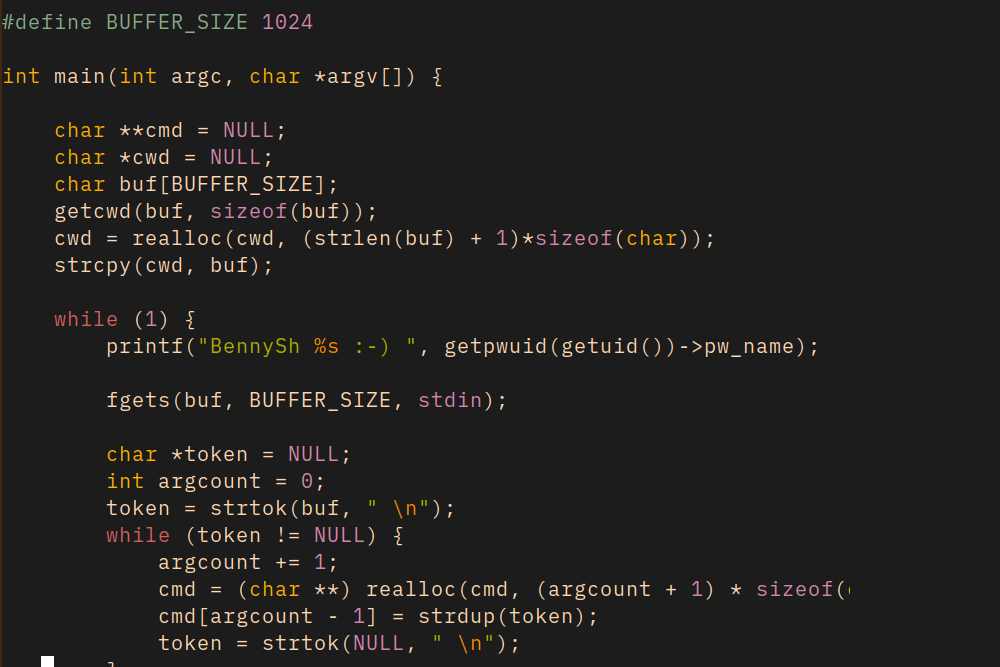 #define BUFFER_SIZE 1024
int main(int argc, char *argv[]) {
char **cmd = NULL;
char *cwd = NULL;
char buf[BUFFER_SIZE];
getcwd(buf, sizeof(buf));
cwd = realloc(cwd, (strlen(buf) + 1)*sizeof(char));
strcpy(cwd, buf);
while (1) {
printf("BennySh %s :-) ", getpwuid(getuid())->pw_name);
fgets(buf, BUFFER_SIZE, stdin);
char *token = NULL;
int argcount = 0;
token = strtok(buf, " \n");
while (token != NULL) {
argcount += 1;
cmd = (char **) realloc(cmd, (argcount + 1) * sizeof(
cmd[argcount - 1] = strdup(token);
token = strtok(NULL, " \n");